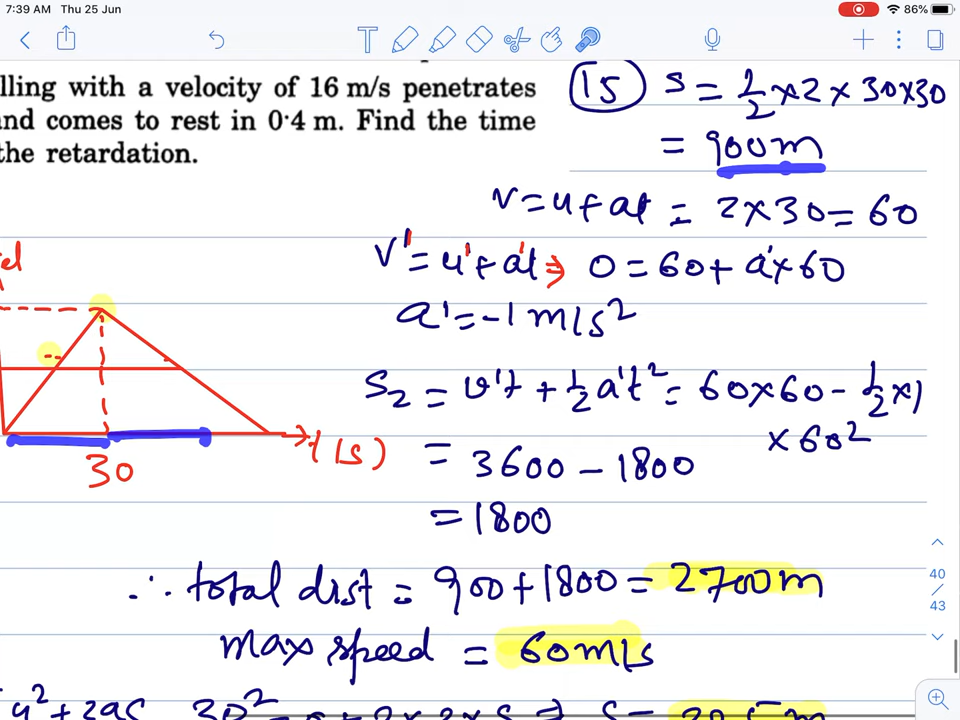 7:39 AM Thu 25 Jun
86%
lling with a velocity of 16 m/s penetrates
and comes to rest in 0·4 m. Find the time
the retardation.
15 S = 1/2 × 2 × 30×30
= 900m
v = u + at = 2×30 = 60
v' = u' + a't ⇒ 0 = 60 + a'×60
a' = -1 m/s²
S₂ = u't + 1/2 a't² = 60×60 - 1/2 ×1
× 60²
= 3600 - 1800
= 1800
t(s)
30
∴ total dist = 900 + 1800 = 2700m
max speed = 60m/s
u² + 2as
40
/
43